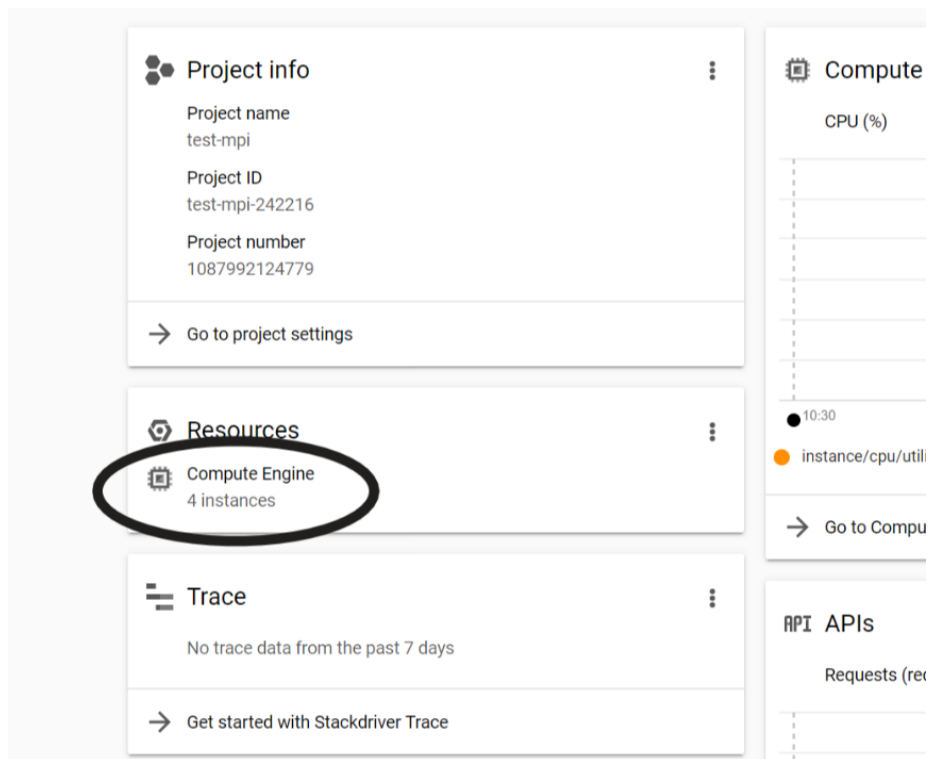 Project info
Project name
test-mpi
Project ID
test-mpi-242216
Project number
1087992124779
Go to project settings
Resources
Compute Engine
4 instances
Trace
No trace data from the past 7 days
Get started with Stackdriver Trace
Compute
CPU (%)
10:30
instance/cpu/utili
Go to Compu
API APIs
Requests (rec